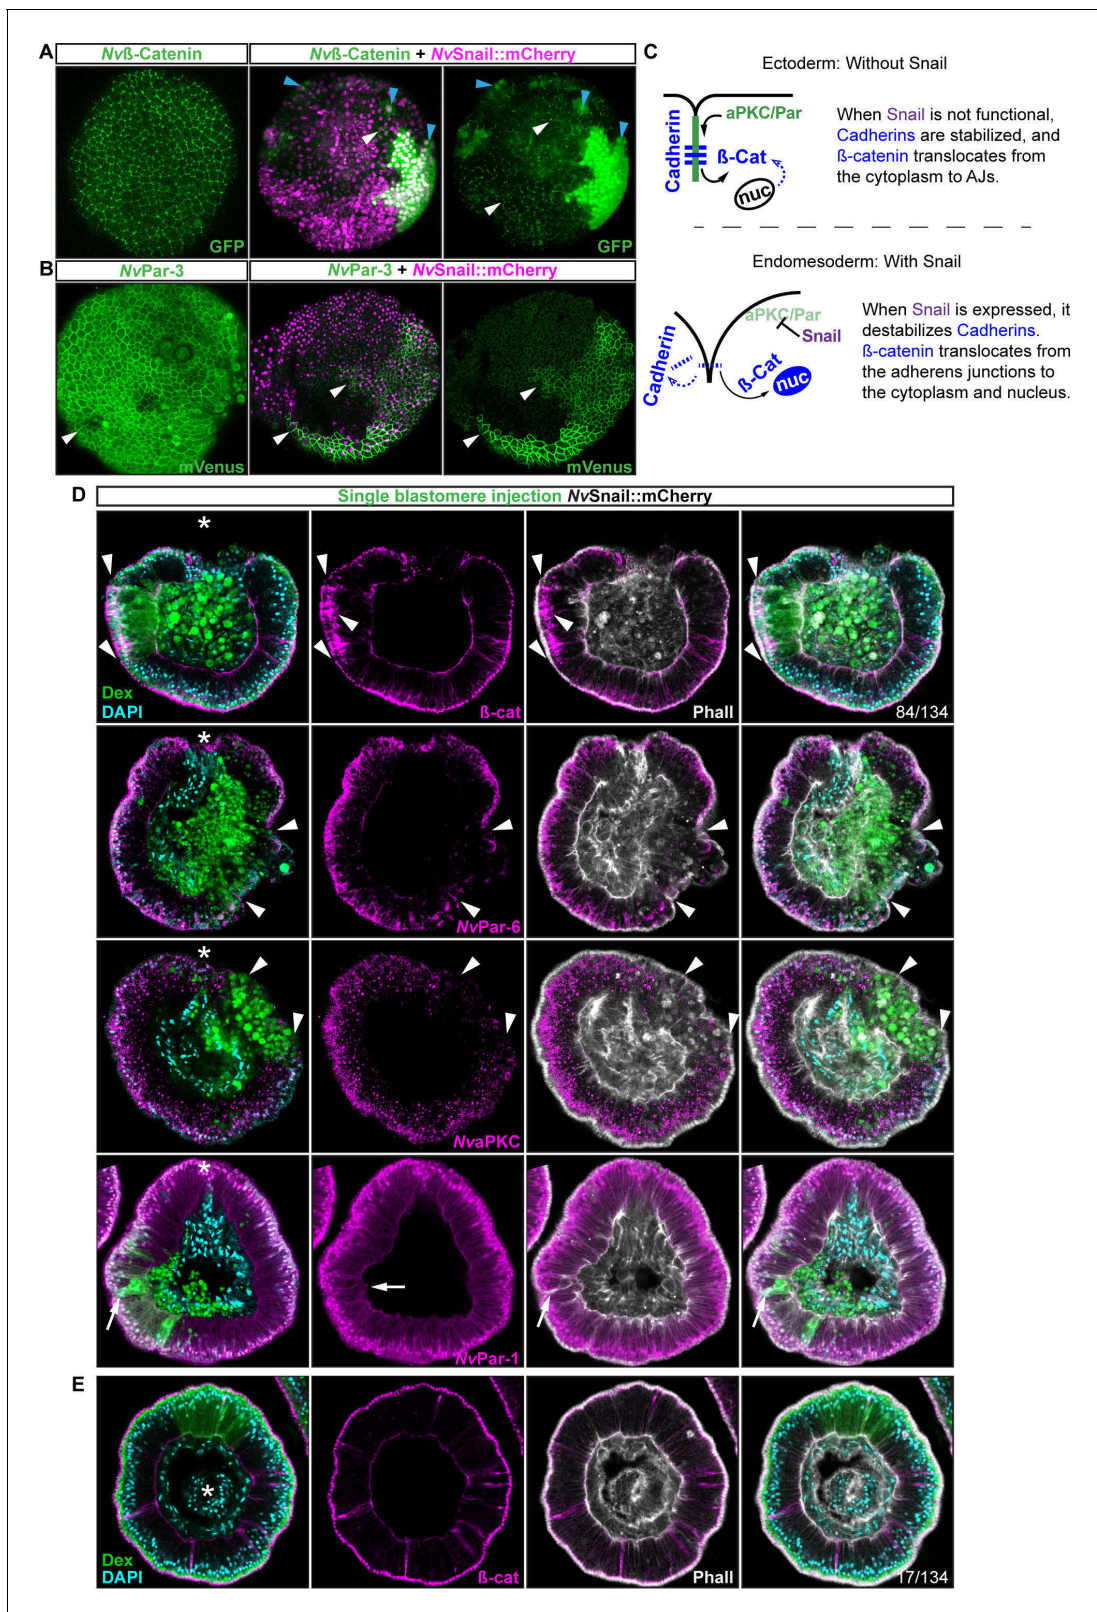 A
Nvß-Catenin
Nvß-Catenin + NvSnail::mCherry
GFP
GFP
B
NvPar-3
NvPar-3 + NvSnail::mCherry
mVenus
mVenus
C
Ectoderm: Without Snail
Cadherin
aPKC/Par
ß-Cat
nuc
When Snail is not functional,
Cadherins are stabilized, and
ß-catenin translocates from
the cytoplasm to AJs.
Endomesoderm: With Snail
Cadherin
aPKC/Par
Snail
ß-Cat
nuc
When Snail is expressed, it
destabilizes Cadherins.
ß-catenin translocates from
the adherens junctions to
the cytoplasm and nucleus.
D
Single blastomere injection NvSnail::mCherry
*
Dex
DAPI
ß-cat
Phall
84/134
*
NvPar-6
*
NvaPKC
*
NvPar-1
E
*
Dex
DAPI
ß-cat
Phall
17/134